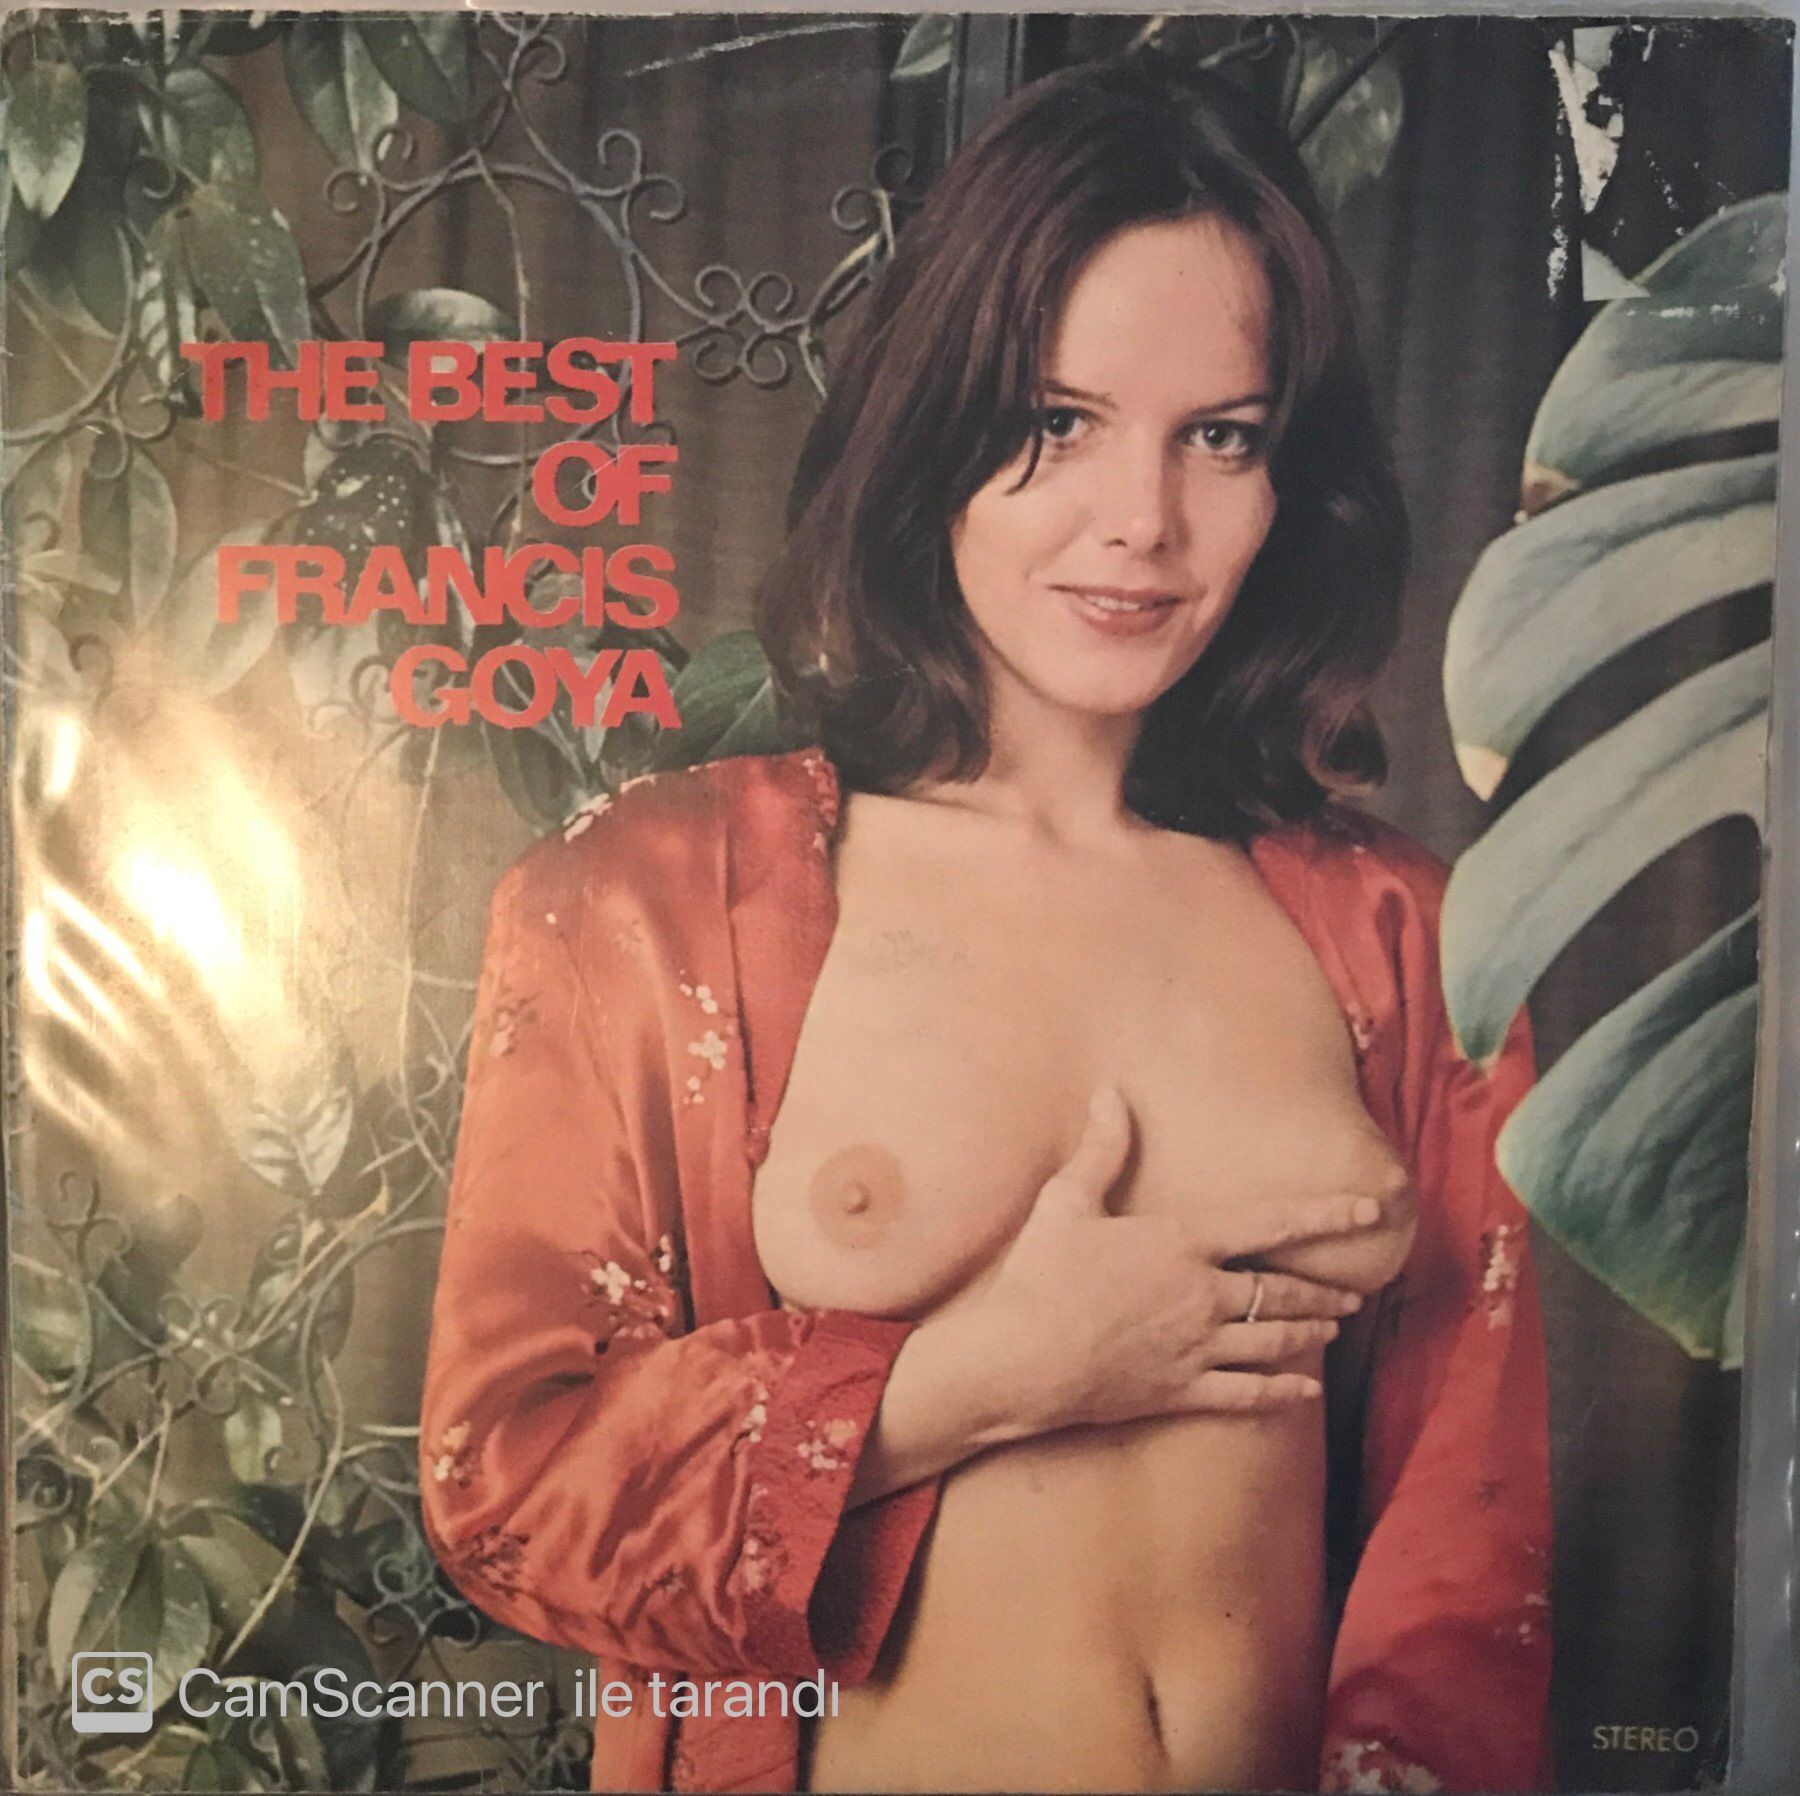 THE BEST
OF
FRANCIS
GOYA
CS CamScanner ile tarandı
STEREO